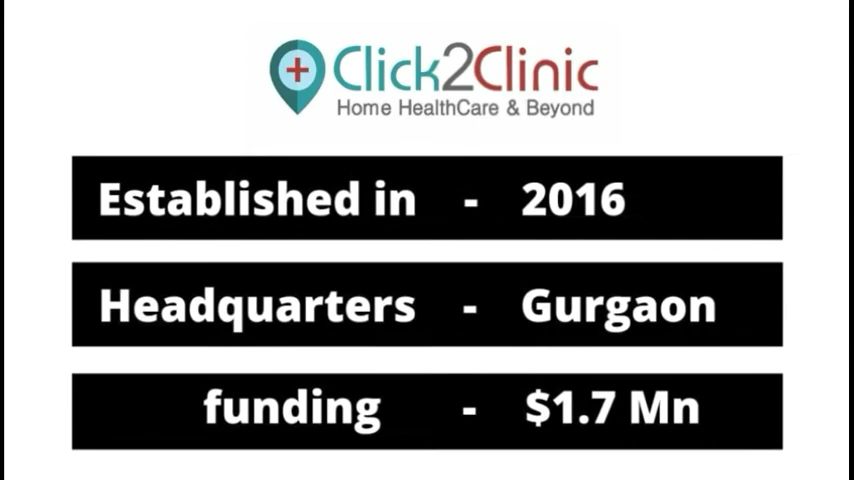 Click2Clinic
Home HealthCare & Beyond
Established in - 2016
Headquarters - Gurgaon
funding - $1.7 Mn